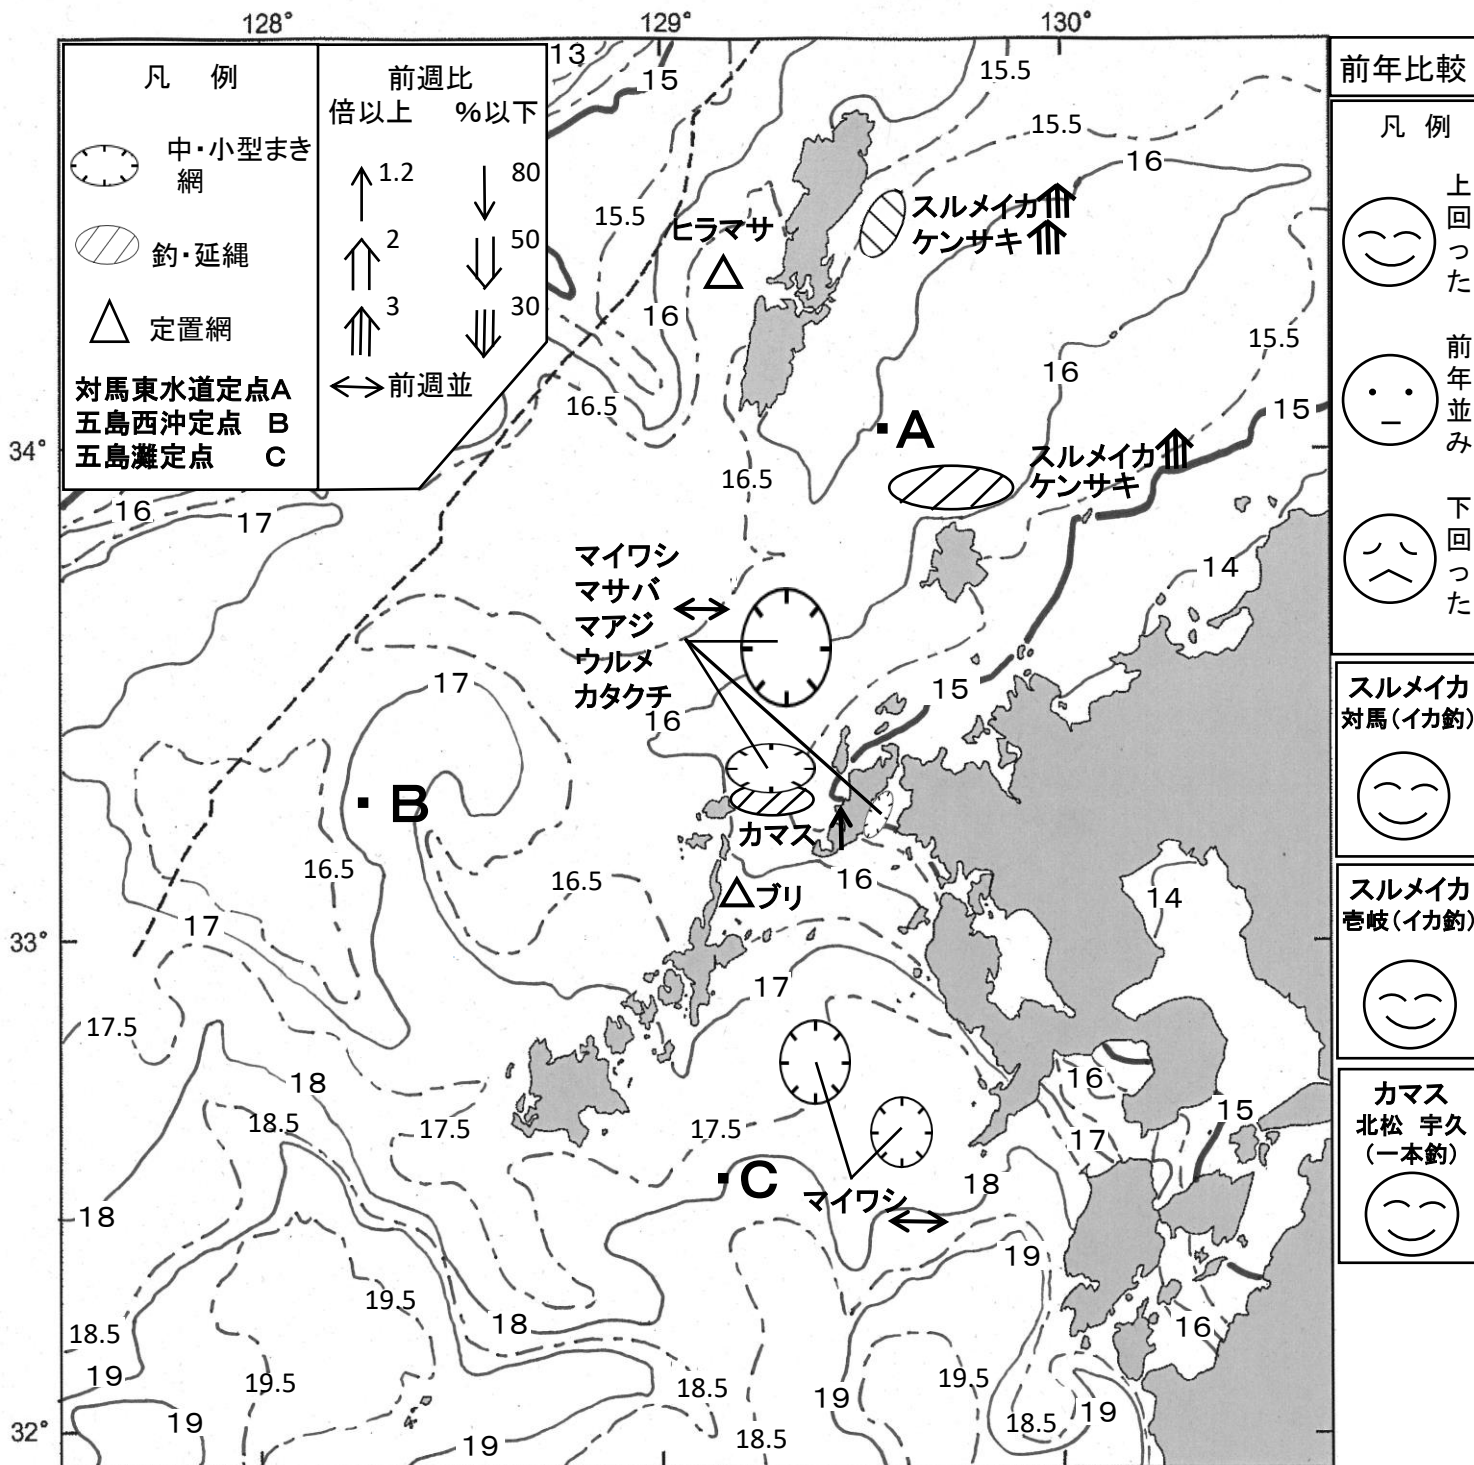 128°
129°
130°
凡 例
中・小型まき
網
釣・延縄
定置網
対馬東水道定点A
五島西沖定点 B
五島灘定点 C
前週比
倍以上 %以下
1.2
80
2
50
3
30
前週並
13
15
15.5
15.5
16
15.5
ヒラマサ
スルメイカ
ケンサキ
16
15.5
16
16.5
15
34°
A
スルメイカ
ケンサキ
16.5
16
17
14
マイワシ
マサバ
マアジ
ウルメ
カタクチ
17
15
16
B
カマス
16.5
16.5
16
14
ブリ
17
33°
17
17.5
18
16
18.5
17.5
17.5
15
17
C
18
マイワシ
18
19
19.5
18
18.5
16
19
19.5
18.5
19.5
19
19
18.5
19
32°
19
18.5
前年比較
凡 例
上回った
前年並み
下回った
スルメイカ
対馬(イカ釣)
スルメイカ
壱岐(イカ釣)
カマス
北松 宇久
(一本釣)